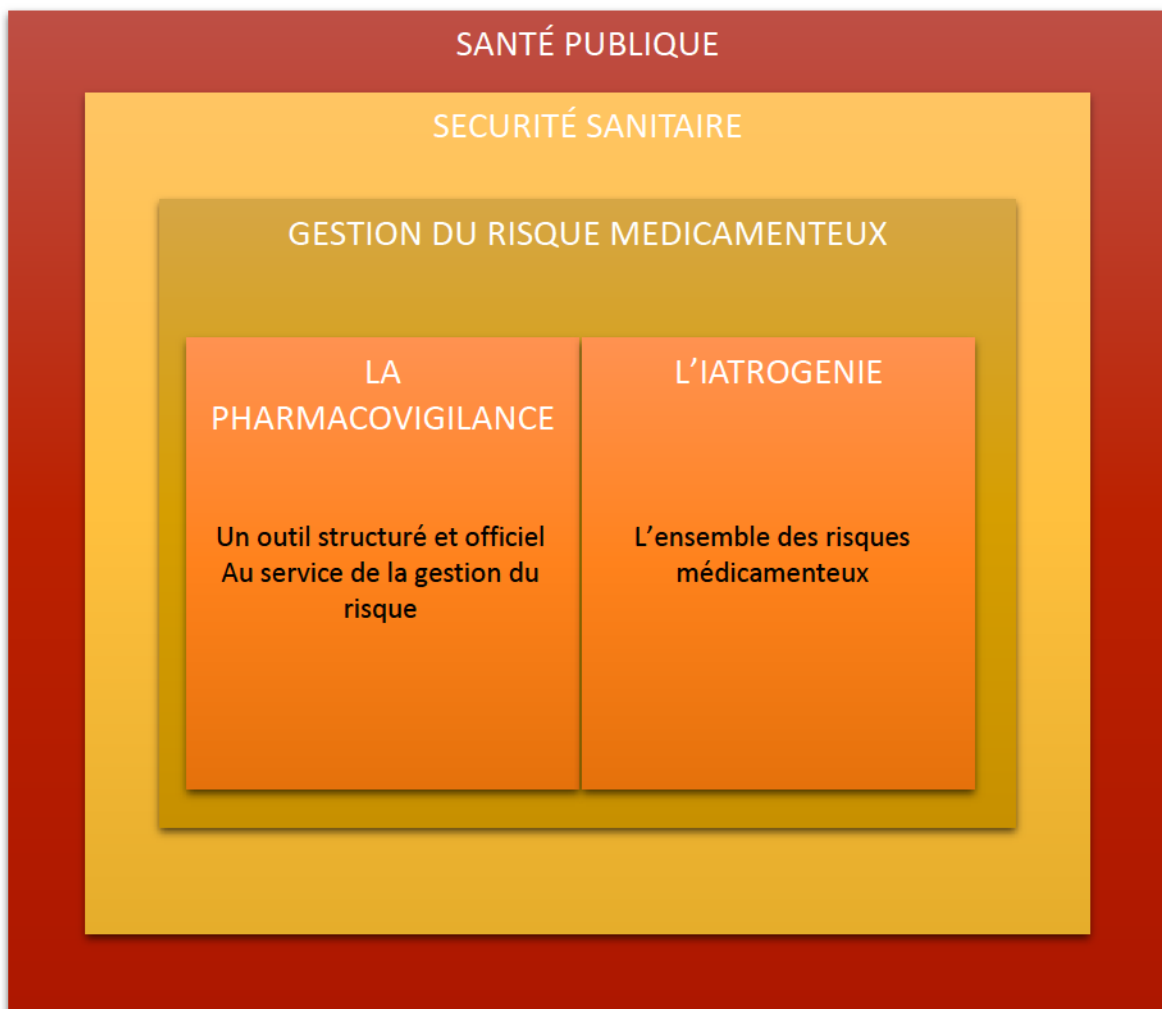 SANTÉ PUBLIQUE
SECURITÉ SANITAIRE
GESTION DU RISQUE MEDICAMENTEUX
LA
PHARMACOVIGILANCE
Un outil structuré et officiel
Au service de la gestion du
risque
L’IATROGENIE
L’ensemble des risques
médicamenteux